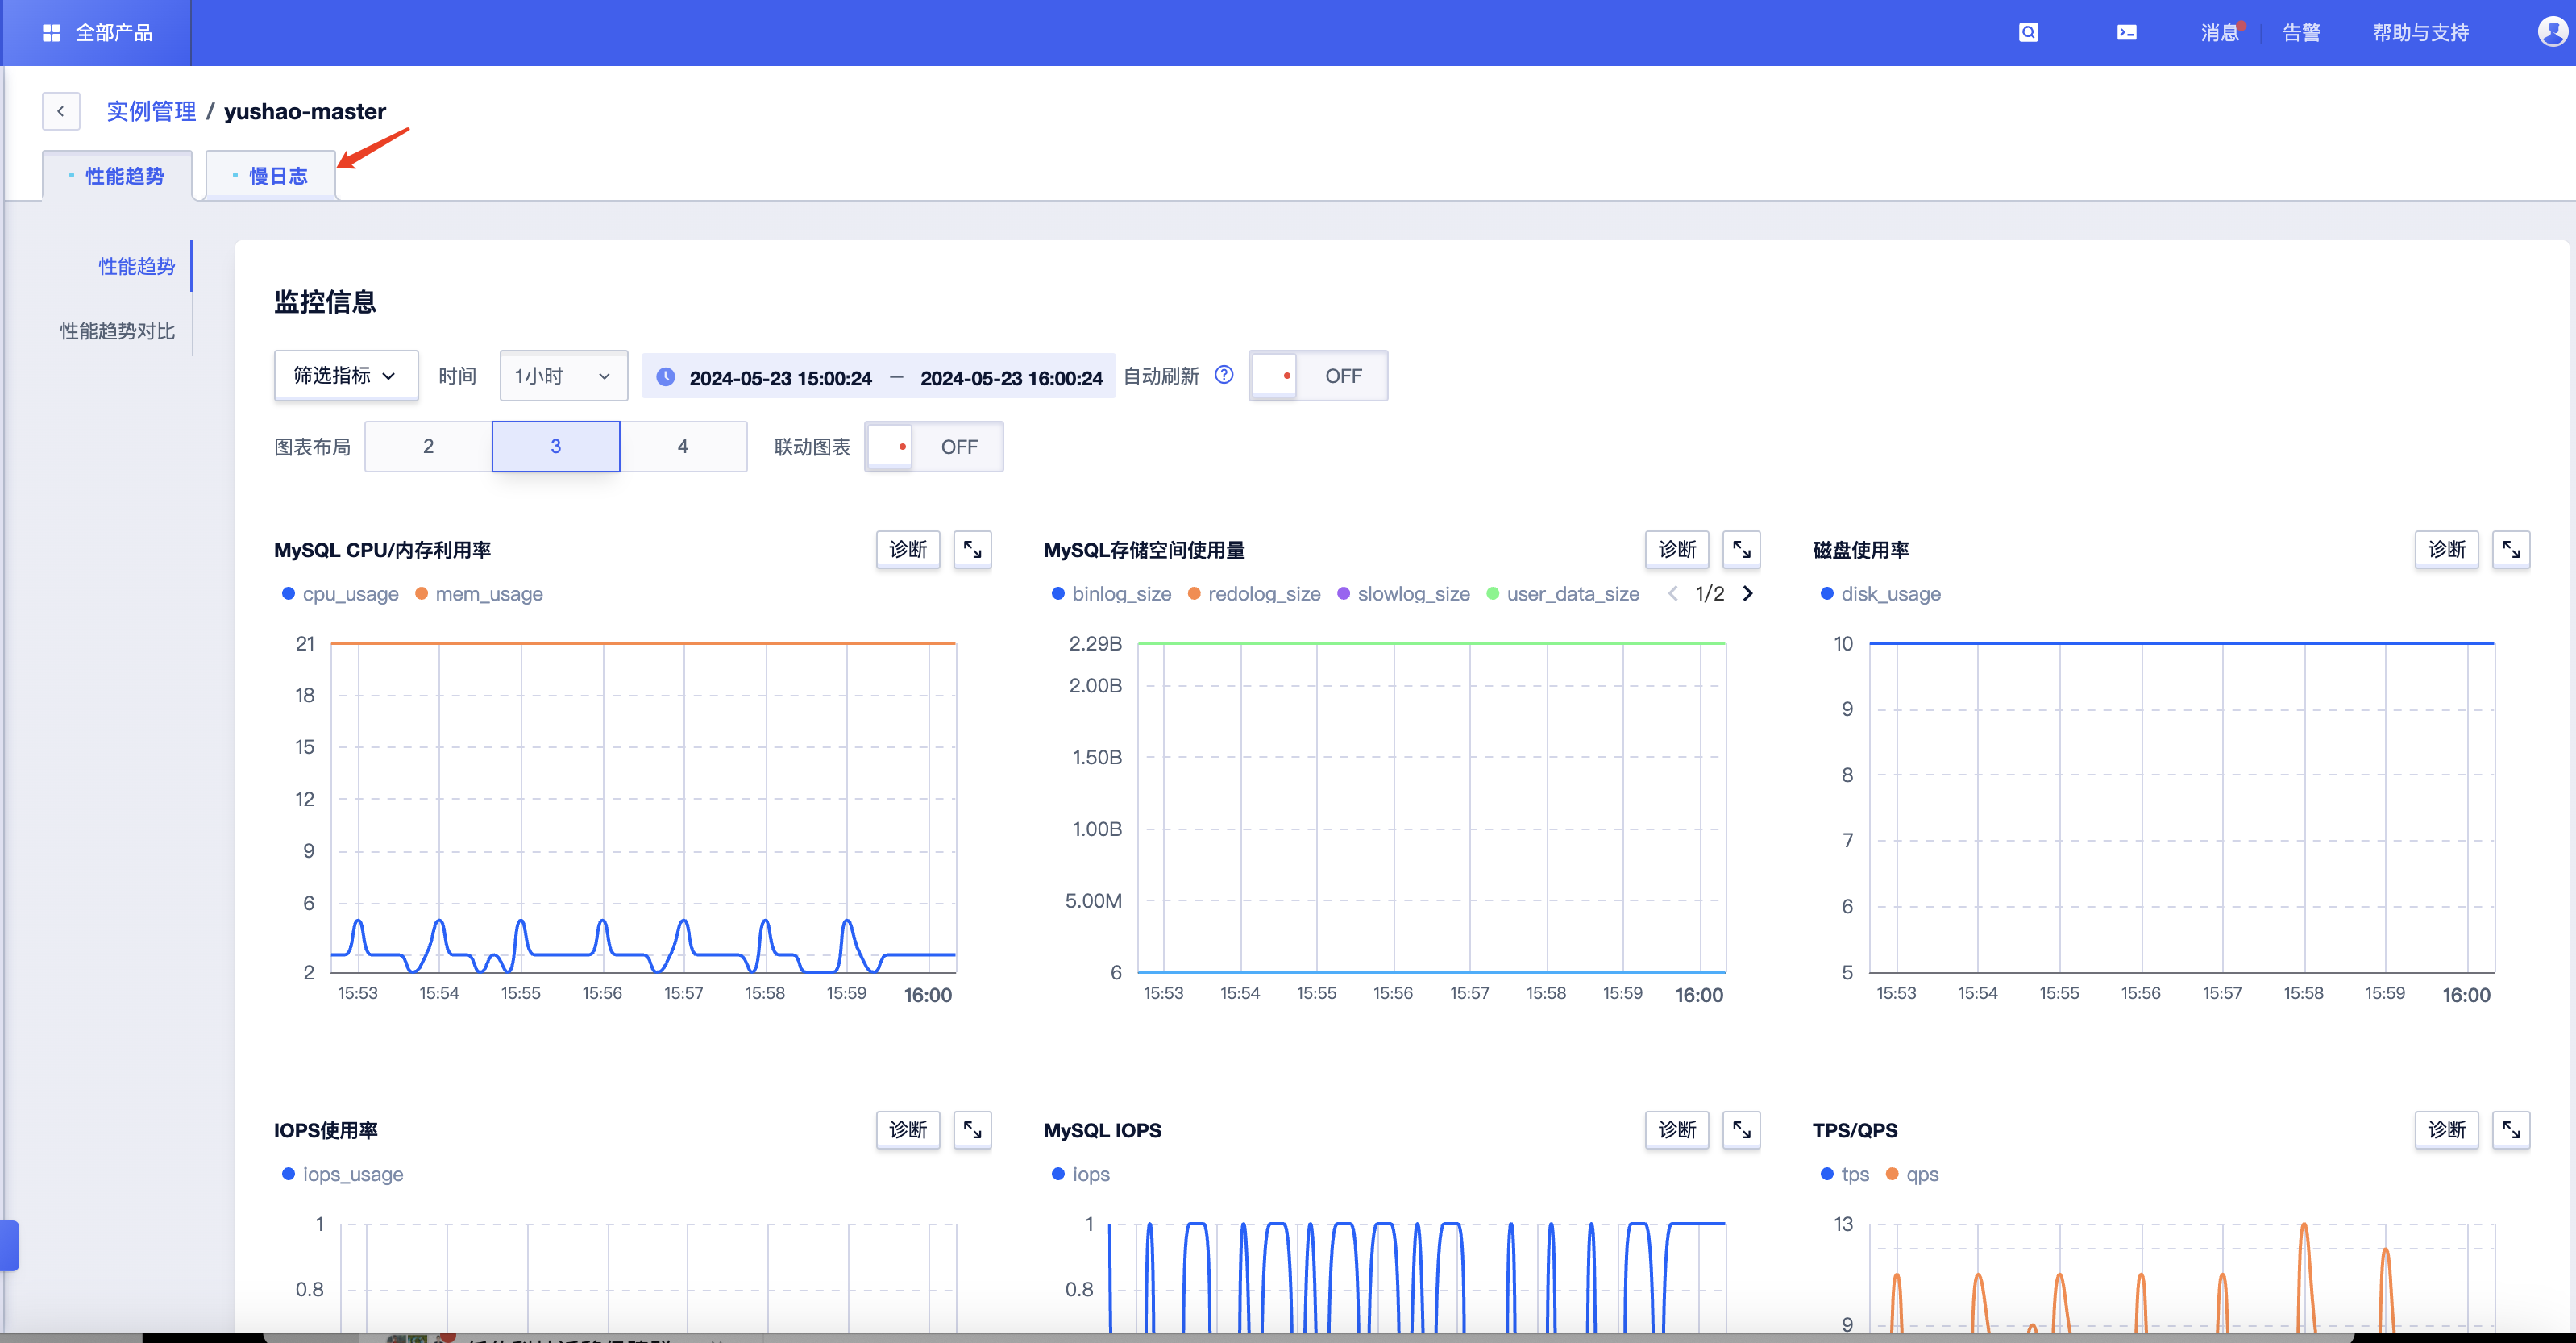 全部产品
消息 告警 帮助与支持
实例管理 / yushao-master
性能趋势 慢日志
性能趋势
性能趋势对比
监控信息
筛选指标 时间 1小时 2024-05-23 15:00:24 — 2024-05-23 16:00:24 自动刷新 ? OFF
图表布局 2 3 4 联动图表 OFF
MySQL CPU/内存利用率 诊断
cpu_usage mem_usage
21
18
15
12
9
6
2
15:53 15:54 15:55 15:56 15:57 15:58 15:59 16:00
MySQL存储空间使用量 诊断
binlog_size redolog_size slowlog_size user_data_size 1/2
2.29B
2.00B
1.50B
1.00B
5.00M
6
15:53 15:54 15:55 15:56 15:57 15:58 15:59 16:00
磁盘使用率 诊断
disk_usage
10
9
8
7
6
5
15:53 15:54 15:55 15:56 15:57 15:58 15:59 16:00
IOPS使用率 诊断
iops_usage
1
0.8
MySQL IOPS 诊断
iops
1
0.8
TPS/QPS 诊断
tps qps
13
9